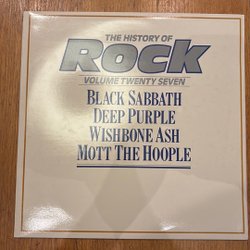 THE HISTORY OF
Rock
VOLUME TWENTY SEVEN
BLACK SABBATH
DEEP PURPLE
WISHBONE ASH
MOTT THE HOOPLE